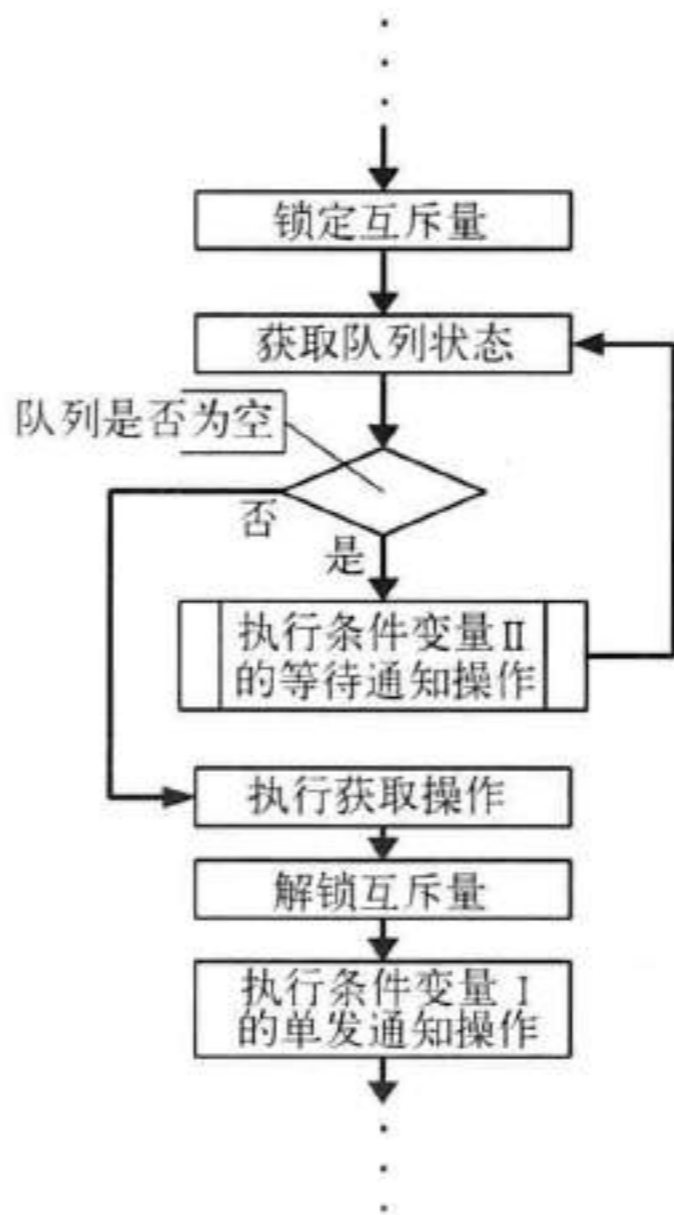 锁定互斥量
获取队列状态
队列是否为空
否
是
执行条件变量Ⅱ
的等待通知操作
执行获取操作
解锁互斥量
执行条件变量Ⅰ
的单发通知操作